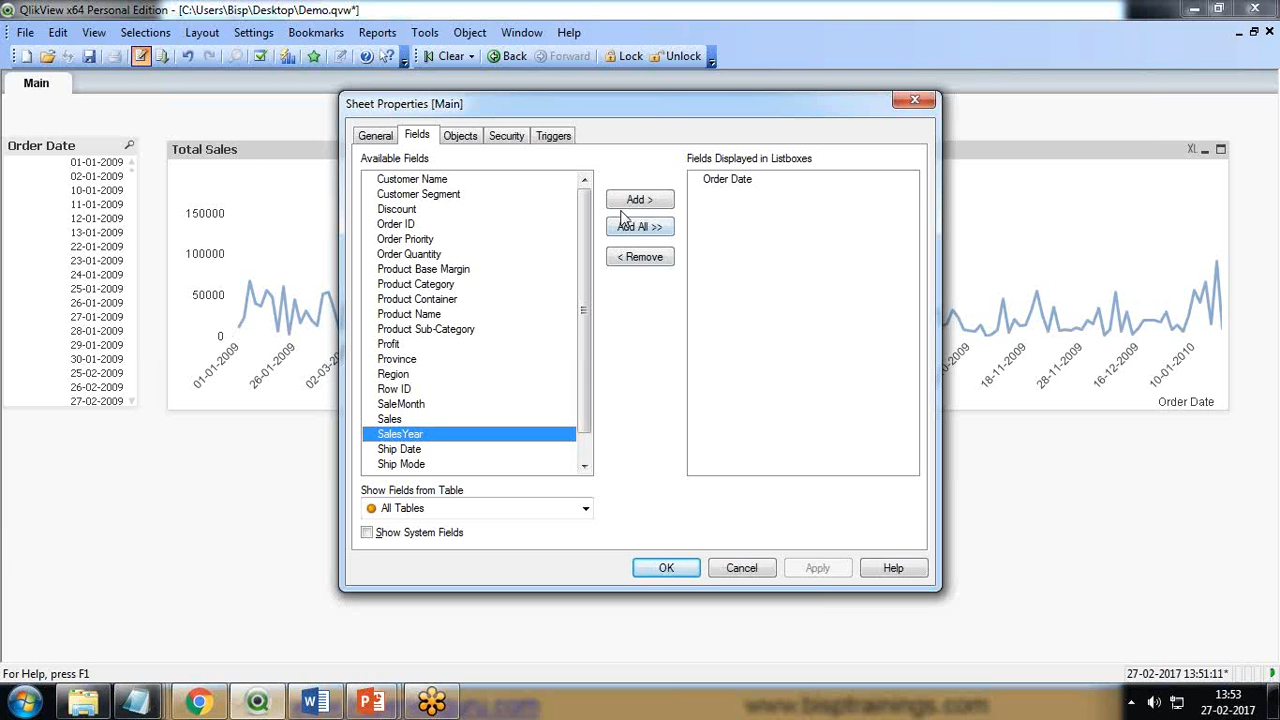 QlikView x64 Personal Edition - [C:\Users\Bisp\Desktop\Demo.qvw*]
File Edit View Selections Layout Settings Bookmarks Reports Tools Object Window Help
Clear Back Forward Lock Unlock
Main
Sheet Properties [Main]
General Fields Objects Security Triggers
Order Date
01-01-2009
02-01-2009
10-01-2009
11-01-2009
13-01-2009
22-01-2009
23-01-2009
24-01-2009
25-01-2009
26-01-2009
27-01-2009
28-01-2009
29-01-2009
30-01-2009
25-02-2009
26-02-2009
27-02-2009
Total Sales
XL
150000
100000
50000
0
01-01-2009
26-01-2009
02-03-2
-10-2009
18-11-2009
28-11-2009
16-12-2009
10-01-2010
Order Date
Available Fields
Customer Name
Customer Segment
Discount
Order ID
Order Priority
Order Quantity
Product Base Margin
Product Category
Product Container
Product Name
Product Sub-Category
Profit
Province
Region
Row ID
SaleMonth
Sales
SalesYear
Ship Date
Ship Mode
Add >
Add All >>
< Remove
Fields Displayed in Listboxes
Order Date
Show Fields from Table
All Tables
Show System Fields
OK Cancel Apply Help
For Help, press F1
27-02-2017 13:51:11*
www.bisptrainings.com
13:53
27-02-2017